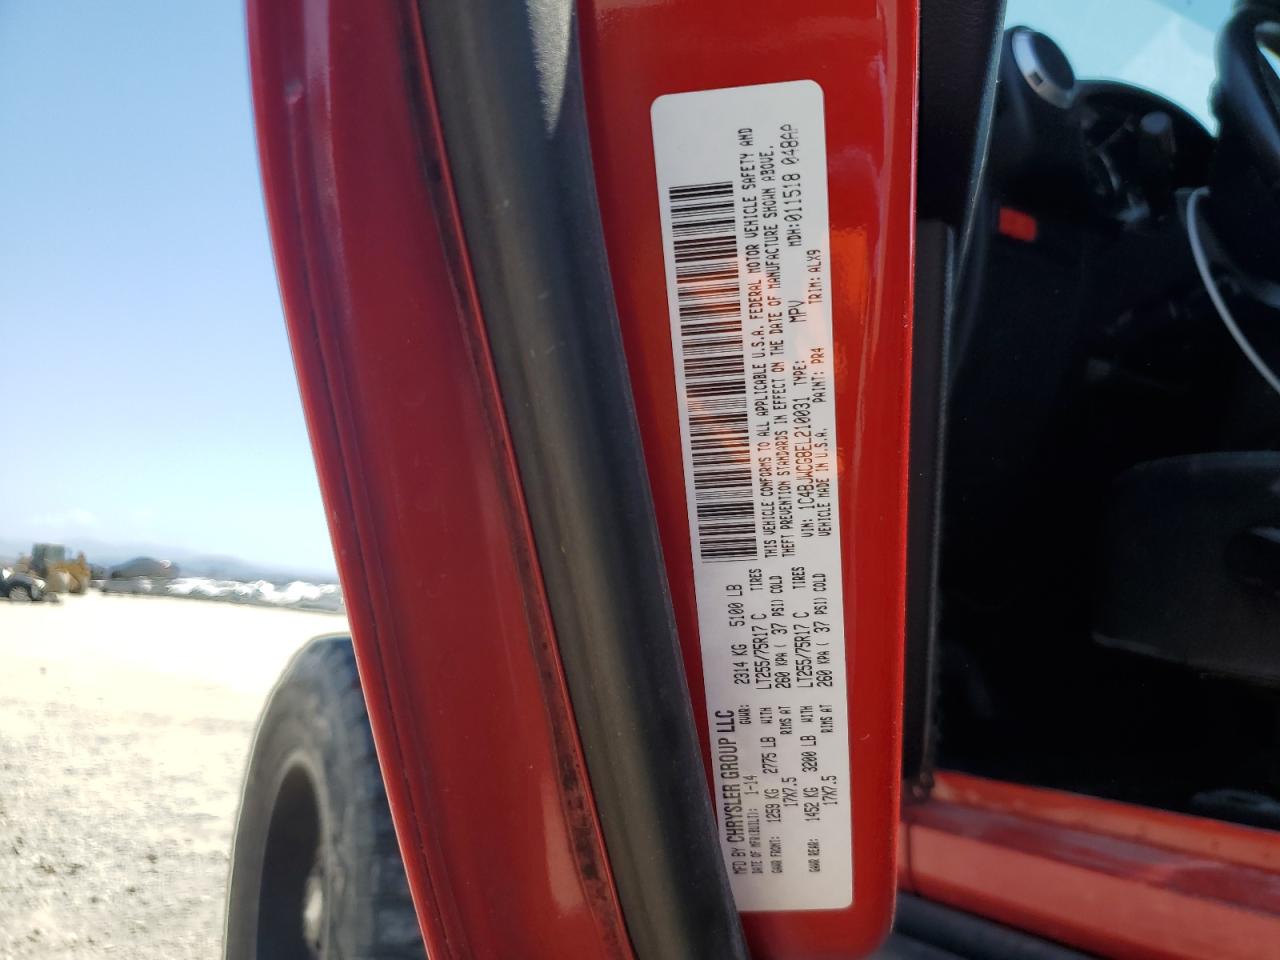 MFD BY CHRYSLER GROUP LLC
DATE OF MFR(BUILT): 1-14 GVWR: 2314 KG 5100 LB
GAWR FRONT: 1259 KG 2775 LB WITH LT255/75R17 C TIRES
17X7.5 RIMS AT 260 KPA ( 37 PSI) COLD
GAWR REAR: 1452 KG 3200 LB WITH LT255/75R17 C TIRES
17X7.5 RIMS AT 260 KPA ( 37 PSI) COLD
THIS VEHICLE CONFORMS TO ALL APPLICABLE U.S.A. FEDERAL MOTOR VEHICLE SAFETY AND
THEFT PREVENTION STANDARDS IN EFFECT ON THE DATE OF MANUFACTURE SHOWN ABOVE.
VIN: 1C4BJWCG8EL210031 TYPE: MPV MDH:011518 048AA
VEHICLE MADE IN U.S.A. PAINT: PR4 TRIM: ALX9